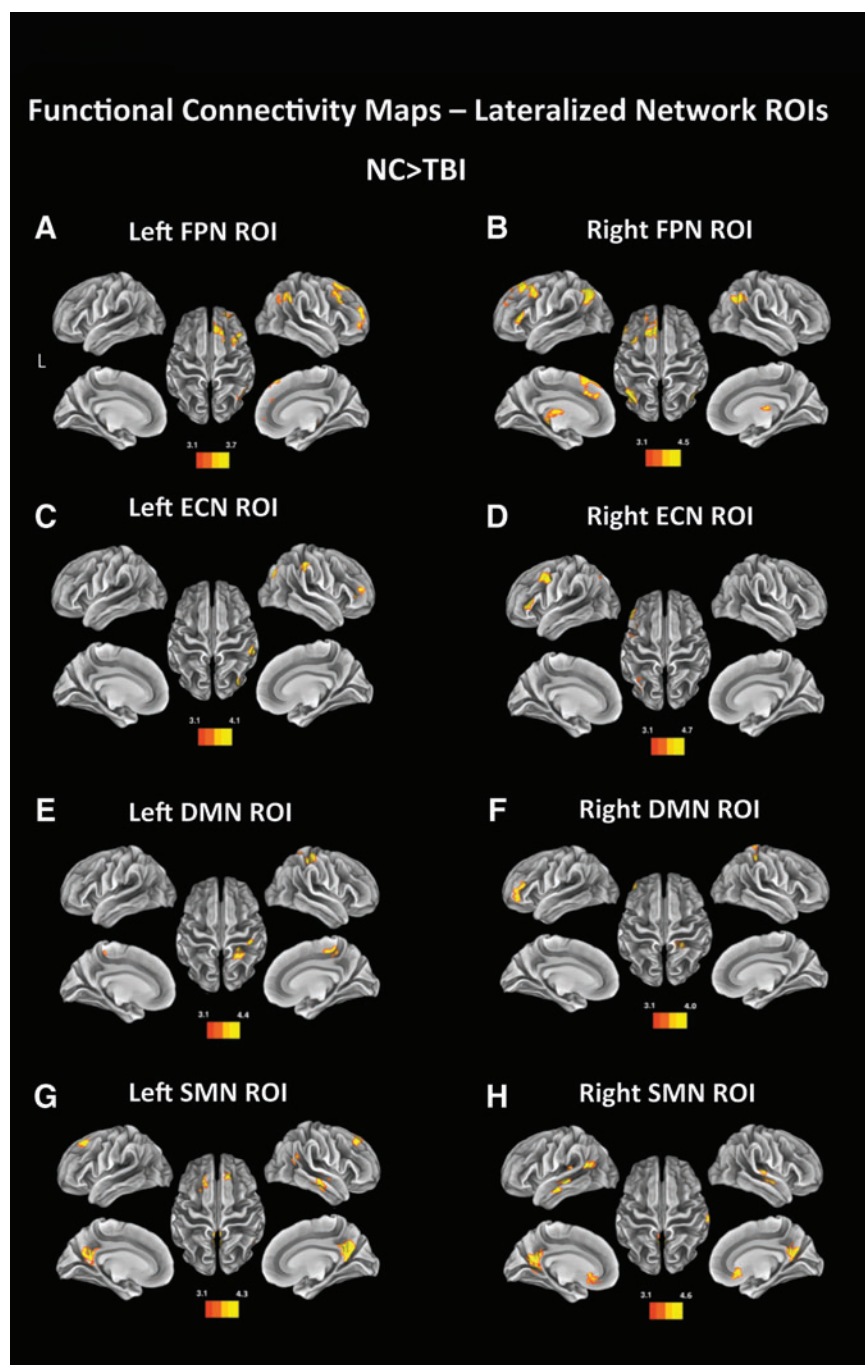 Functional Connectivity Maps – Lateralized Network ROIs
NC>TBI
A Left FPN ROI
B Right FPN ROI
L
3.1 3.7
3.1 4.5
C Left ECN ROI
D Right ECN ROI
3.1 4.1
3.1 4.7
E Left DMN ROI
F Right DMN ROI
3.1 4.4
3.1 4.0
G Left SMN ROI
H Right SMN ROI
3.1 4.3
3.1 4.6